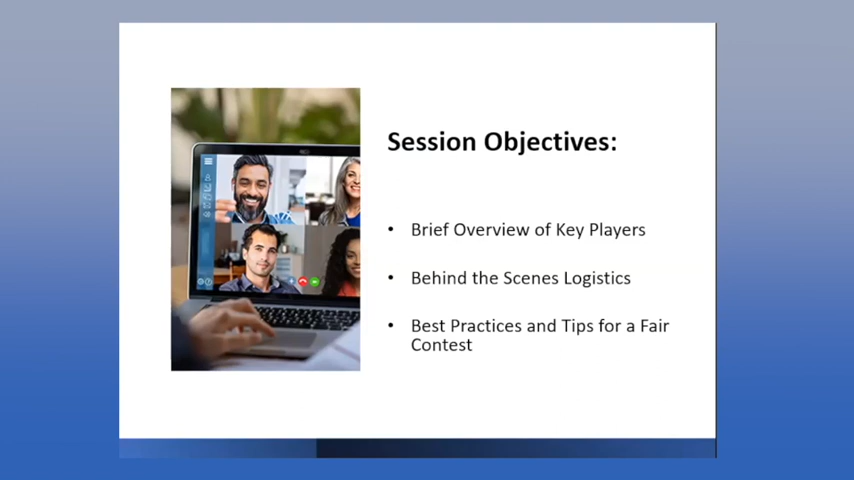 Session Objectives:
• Brief Overview of Key Players
• Behind the Scenes Logistics
• Best Practices and Tips for a Fair
Contest